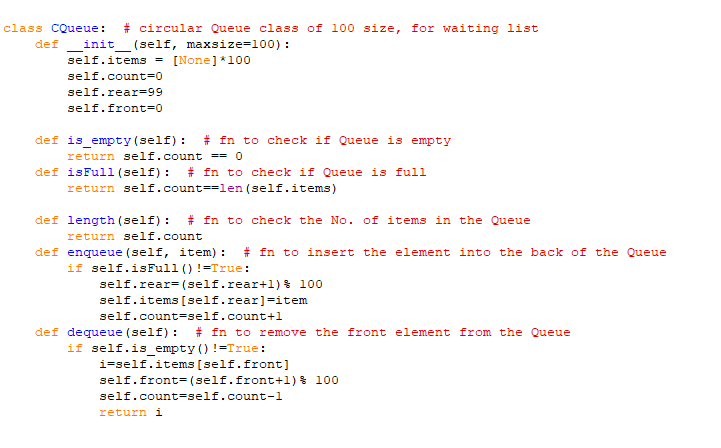 class CQueue:  # circular Queue class of 100 size, for waiting list
    def __init__(self, maxsize=100):
        self.items = [None]*100
        self.count=0
        self.rear=99
        self.front=0

    def is_empty(self):  # fn to check if Queue is empty
        return self.count == 0
    def isFull(self):  # fn to check if Queue is full
        return self.count==len(self.items)

    def length(self):  # fn to check the No. of items in the Queue
        return self.count
    def enqueue(self, item):  # fn to insert the element into the back of the Queue
        if self.isFull()!=True:
            self.rear=(self.rear+1)% 100
            self.items[self.rear]=item
            self.count=self.count+1
    def dequeue(self):  # fn to remove the front element from the Queue
        if self.is_empty()!=True:
            i=self.items[self.front]
            self.front=(self.front+1)% 100
            self.count=self.count-1
            return i